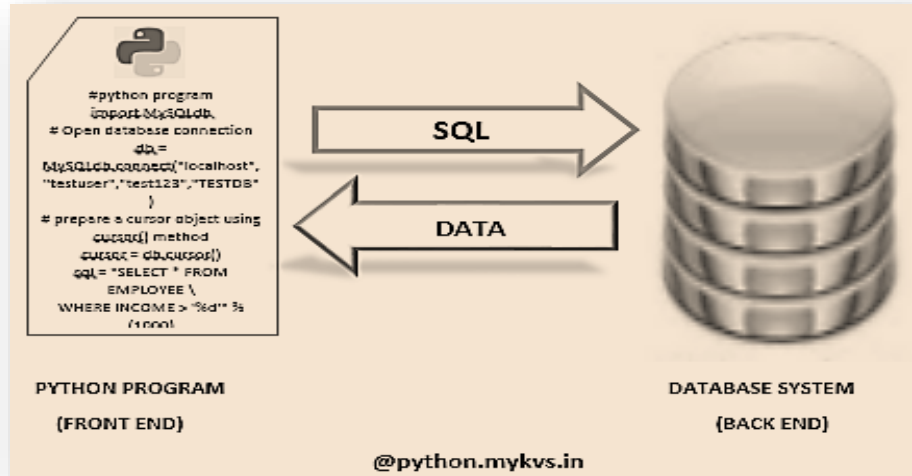 #python program
import MySQLdb
# Open database connection
db =
MySQLdb.connect("localhost",
"testuser","test123","TESTDB"
)
# prepare a cursor object using
cursor() method
cursor = db.cursor()
sql = "SELECT * FROM
EMPLOYEE \
WHERE INCOME > '%d'" %
(1000)
SQL
DATA
PYTHON PROGRAM
(FRONT END)
DATABASE SYSTEM
(BACK END)
@python.mykvs.in